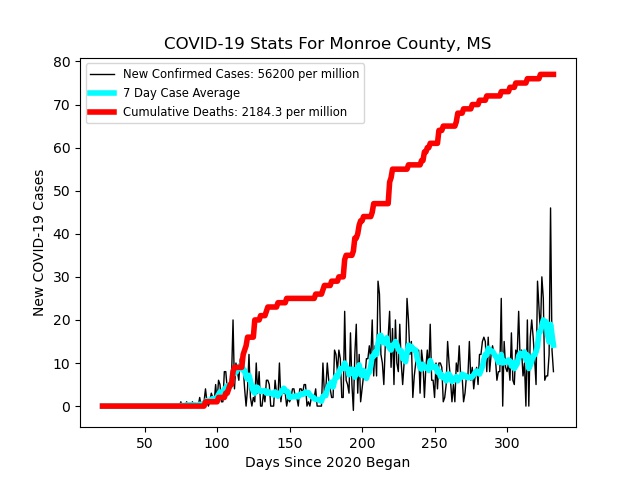 COVID-19 Stats For Monroe County, MS
New Confirmed Cases: 56200 per million
7 Day Case Average
Cumulative Deaths: 2184.3 per million
New COVID-19 Cases
80
70
60
50
40
30
20
10
0
50 100 150 200 250 300
Days Since 2020 Began